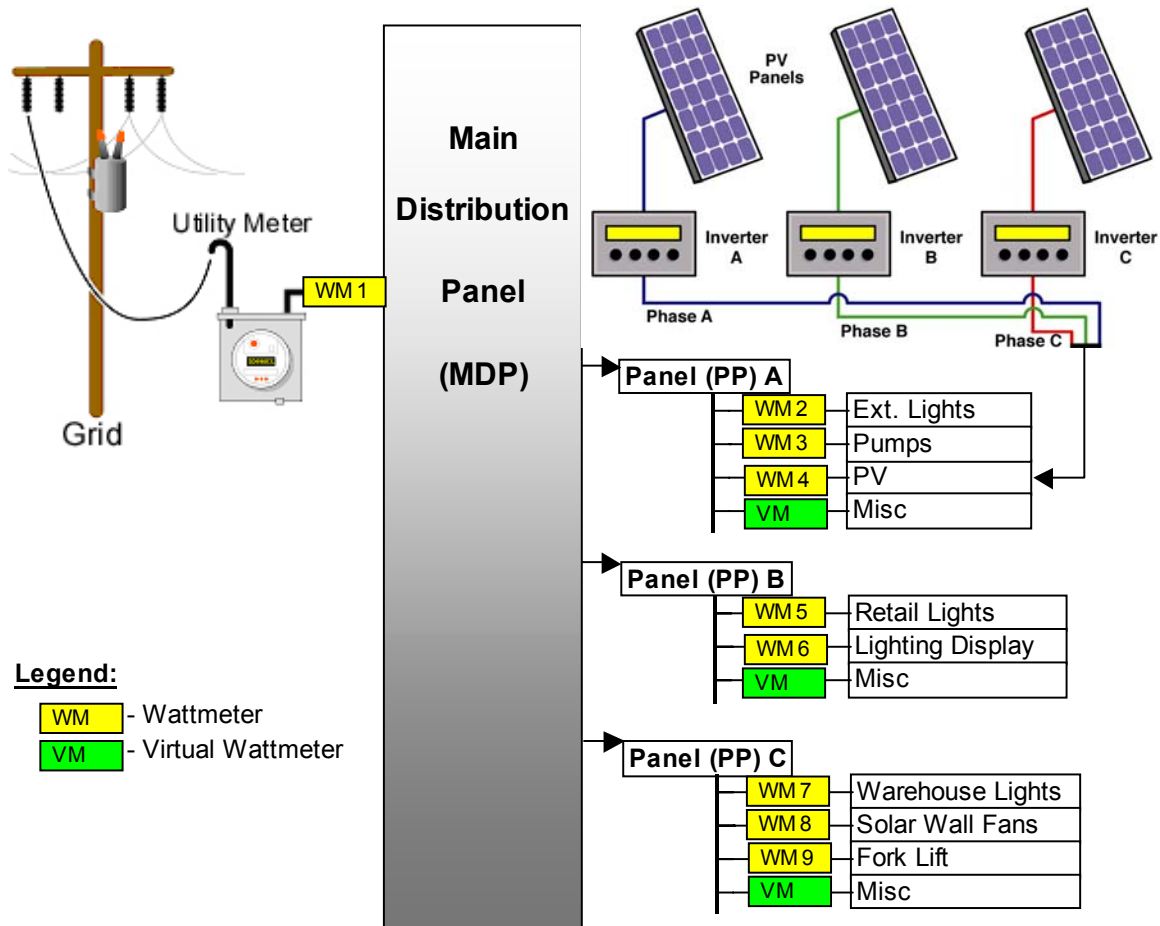 PV
Panels
Main
Distribution
Panel
(MDP)
Utility Meter
WM 1
Grid
Inverter
A
Inverter
B
Inverter
C
Phase A
Phase B
Phase C
Panel (PP) A
WM 2 Ext. Lights
WM 3 Pumps
WM 4 PV
VM Misc
Panel (PP) B
WM 5 Retail Lights
WM 6 Lighting Display
VM Misc
Panel (PP) C
WM 7 Warehouse Lights
WM 8 Solar Wall Fans
WM 9 Fork Lift
VM Misc
Legend:
WM - Wattmeter
VM - Virtual Wattmeter